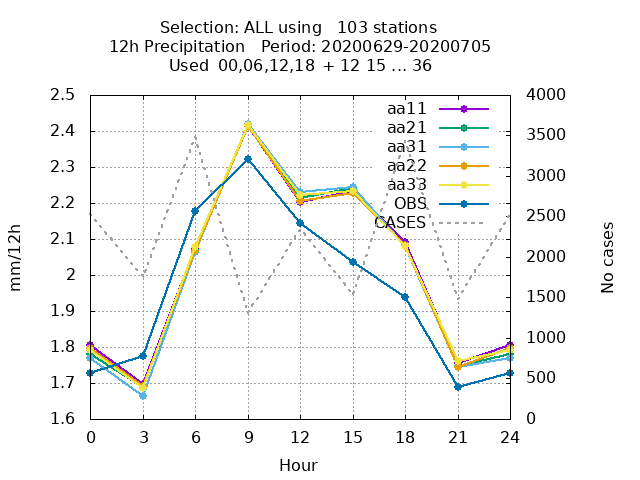 Selection: ALL using   103 stations
12h Precipitation   Period: 20200629-20200705
Used  00,06,12,18  + 12 15 ... 36
2.5
2.4
2.3
2.2
2.1
2
1.9
1.8
1.7
1.6
mm/12h
4000
3500
3000
2500
2000
1500
1000
500
0
No cases
aa11
aa21
aa31
aa22
aa33
OBS
CASES
0 3 6 9 12 15 18 21 24
Hour